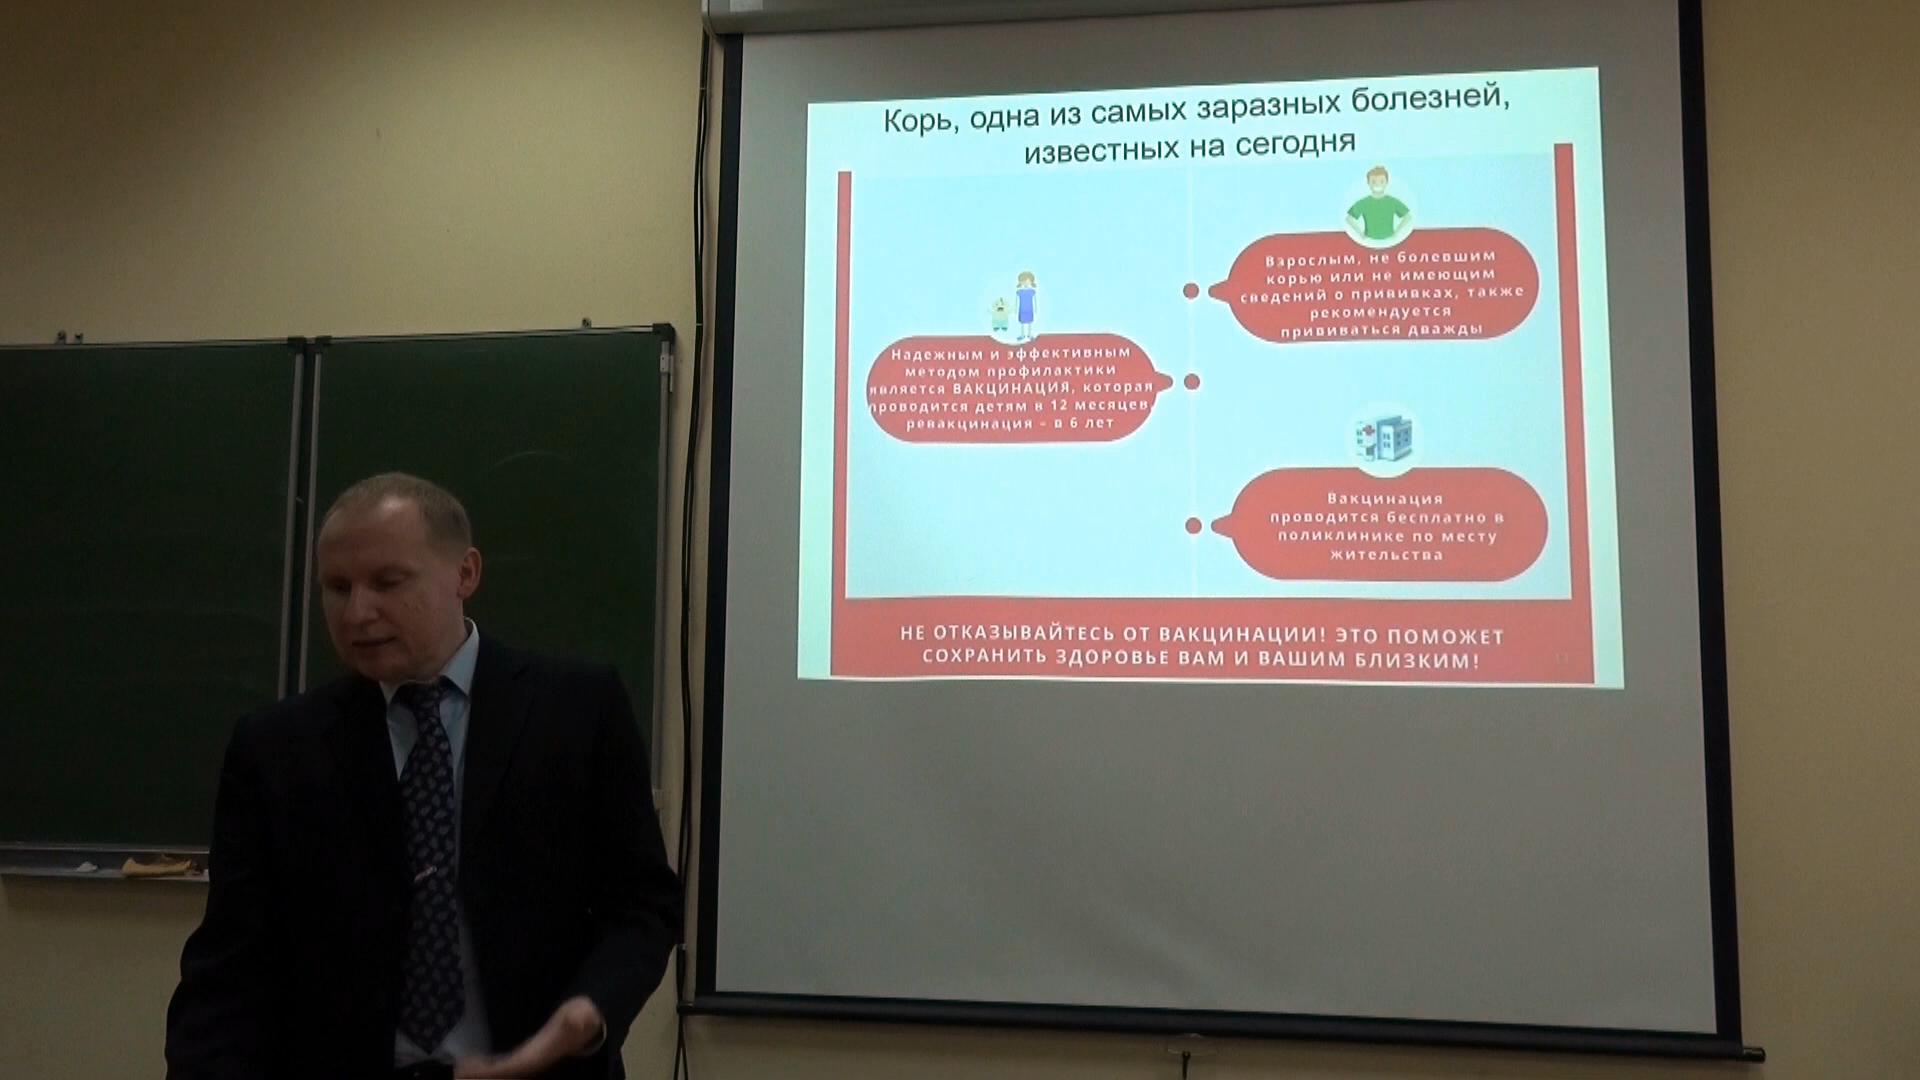 Корь, одна из самых заразных болезней,
известных на сегодня
Взрослым, не болевшим
корью или не имеющим
сведений о прививках, также
рекомендуется
прививаться дважды
Надежным и эффективным
методом профилактики
является ВАКЦИНАЦИЯ, которая
проводится детям в 12 месяцев,
ревакцинация - в 6 лет
Вакцинация
проводится бесплатно в
поликлинике по месту
жительства
НЕ ОТКАЗЫВАЙТЕСЬ ОТ ВАКЦИНАЦИИ! ЭТО ПОМОЖЕТ
СОХРАНИТЬ ЗДОРОВЬЕ ВАМ И ВАШИМ БЛИЗКИМ!